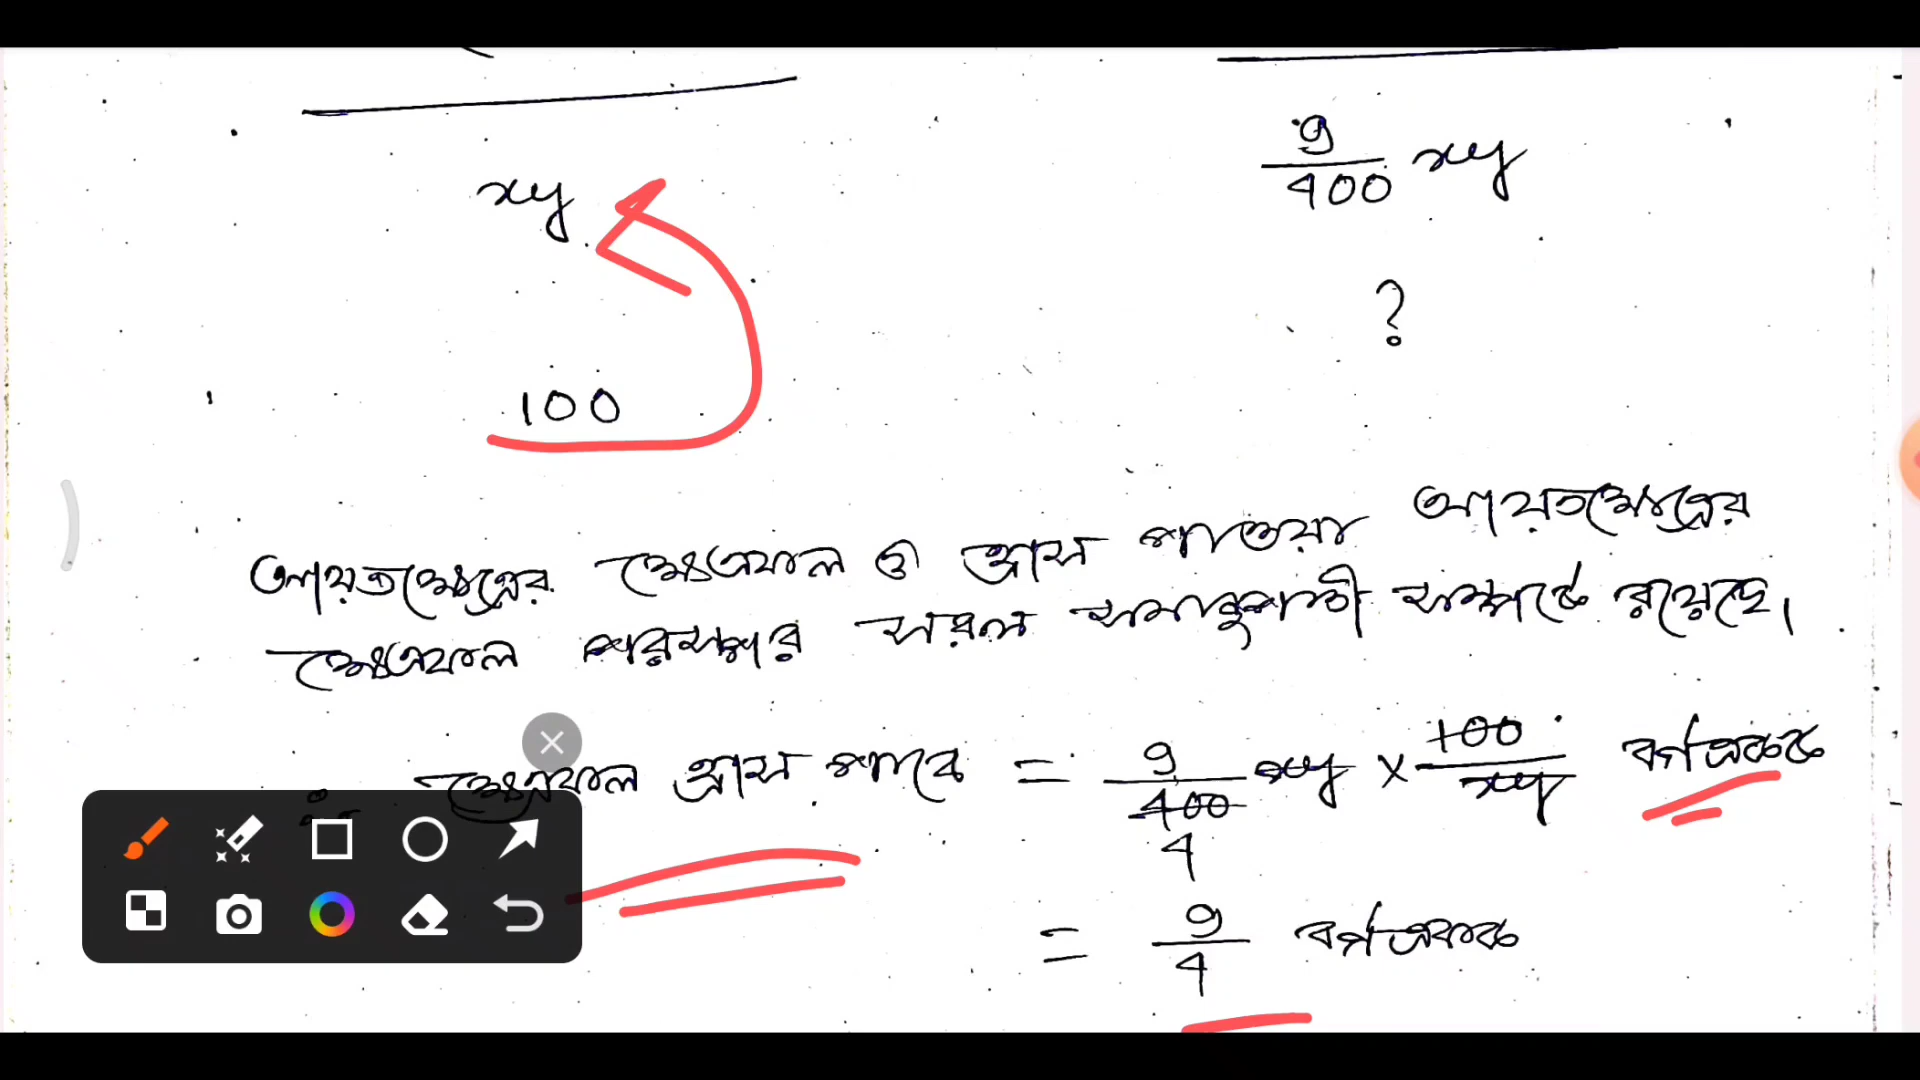 xy
9/400 xy
?
100
আয়তক্ষেত্রের ক্ষেত্রফল ও হ্রাস পাওয়া আয়তক্ষেত্রের
ক্ষেত্রফল পরস্পর সরল সমানুপাতী সম্পর্কে রয়েছে।
∴ ক্ষেত্রফল হ্রাস পাবে = 9/400 xy × 100/xy বর্গএকক
4
= 9/4 বর্গএকক